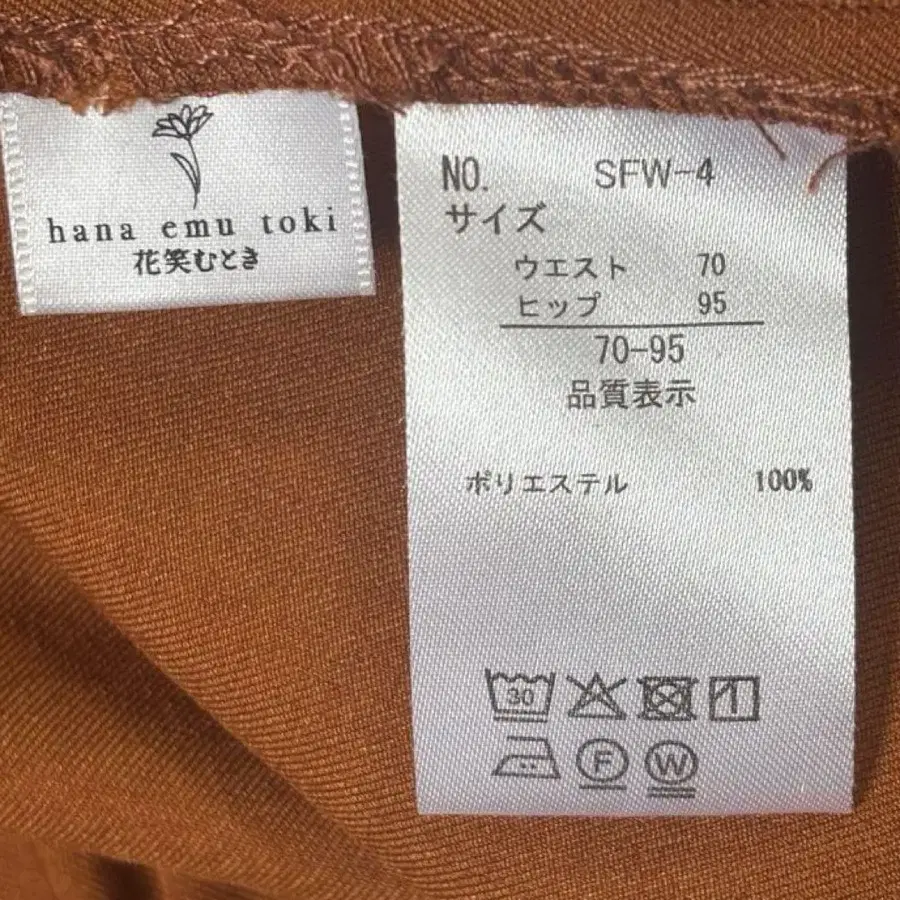 hana emu toki
花笑むとき
NO. SFW-4
サイズ
ウエスト 70
ヒップ 95
70-95
品質表示
ポリエステル 100%
30
F W